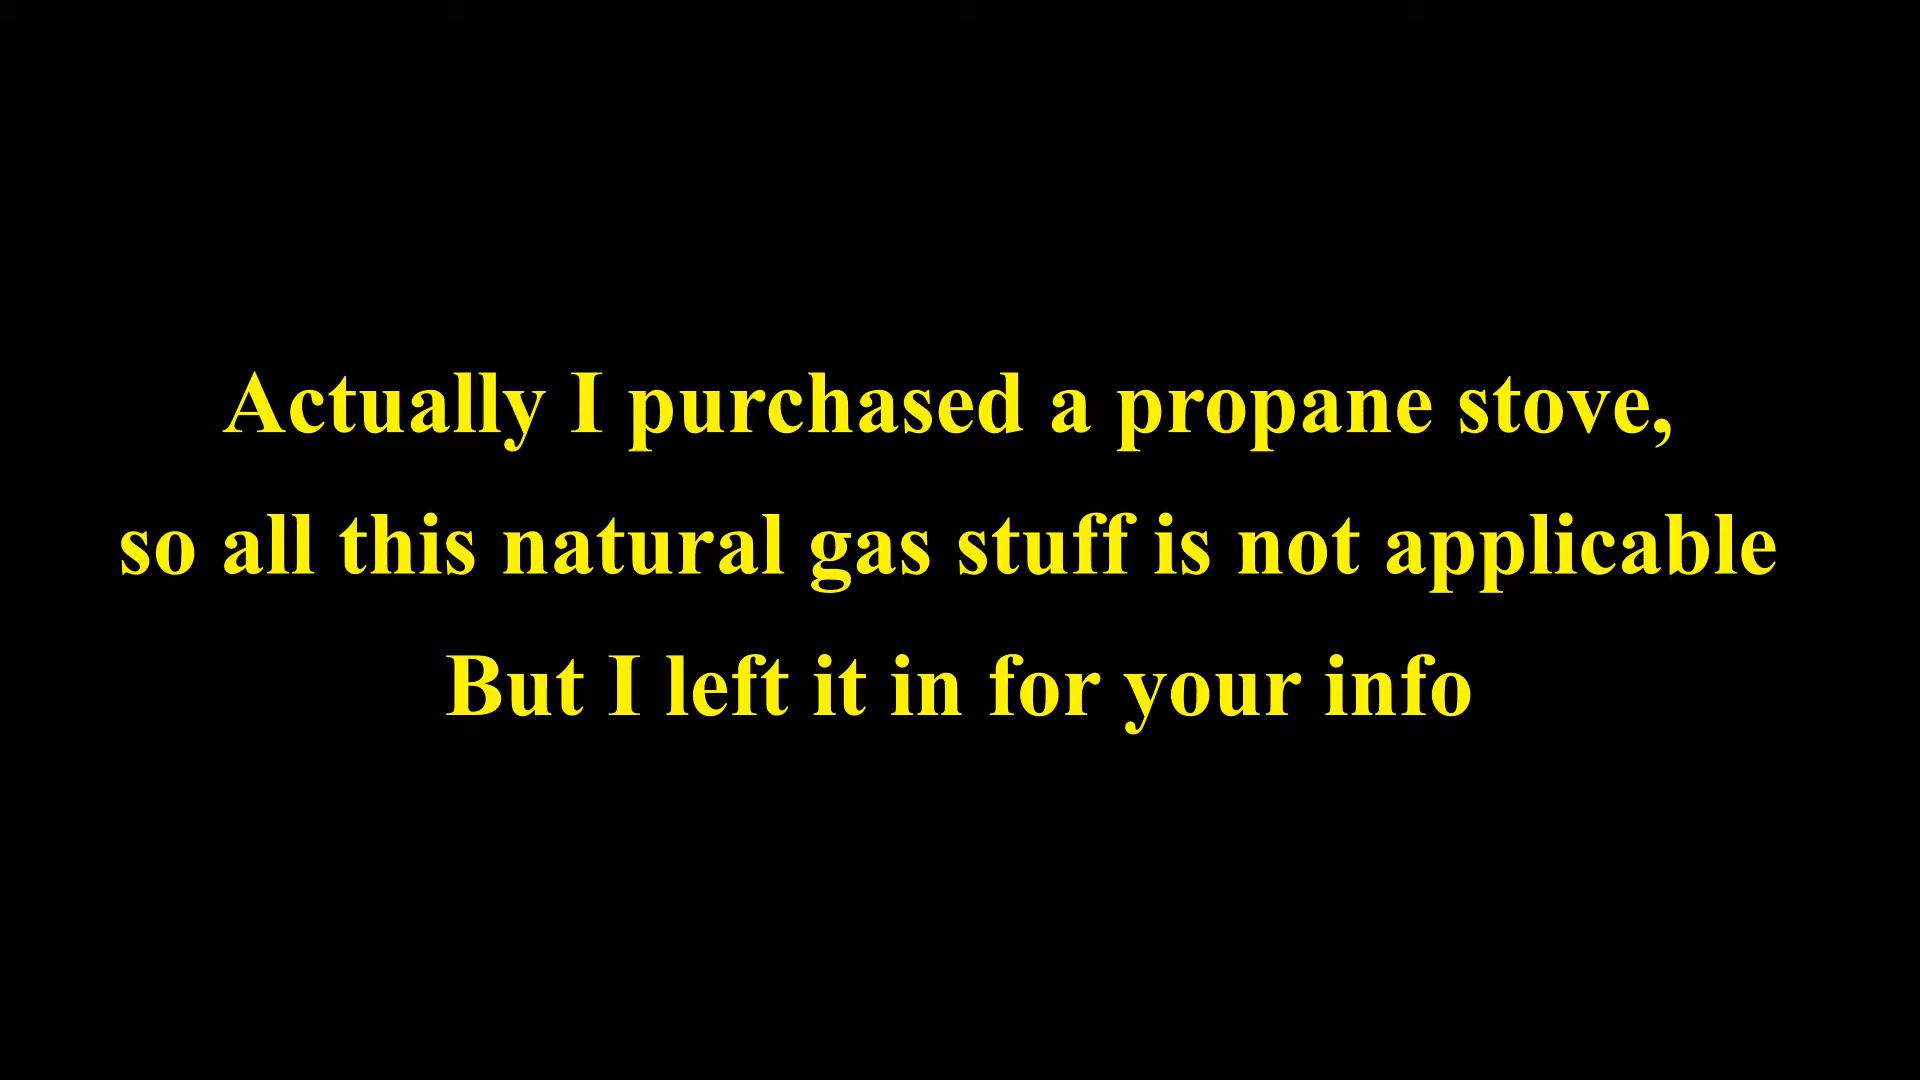 Actually I purchased a propane stove,
so all this natural gas stuff is not applicable
But I left it in for your info